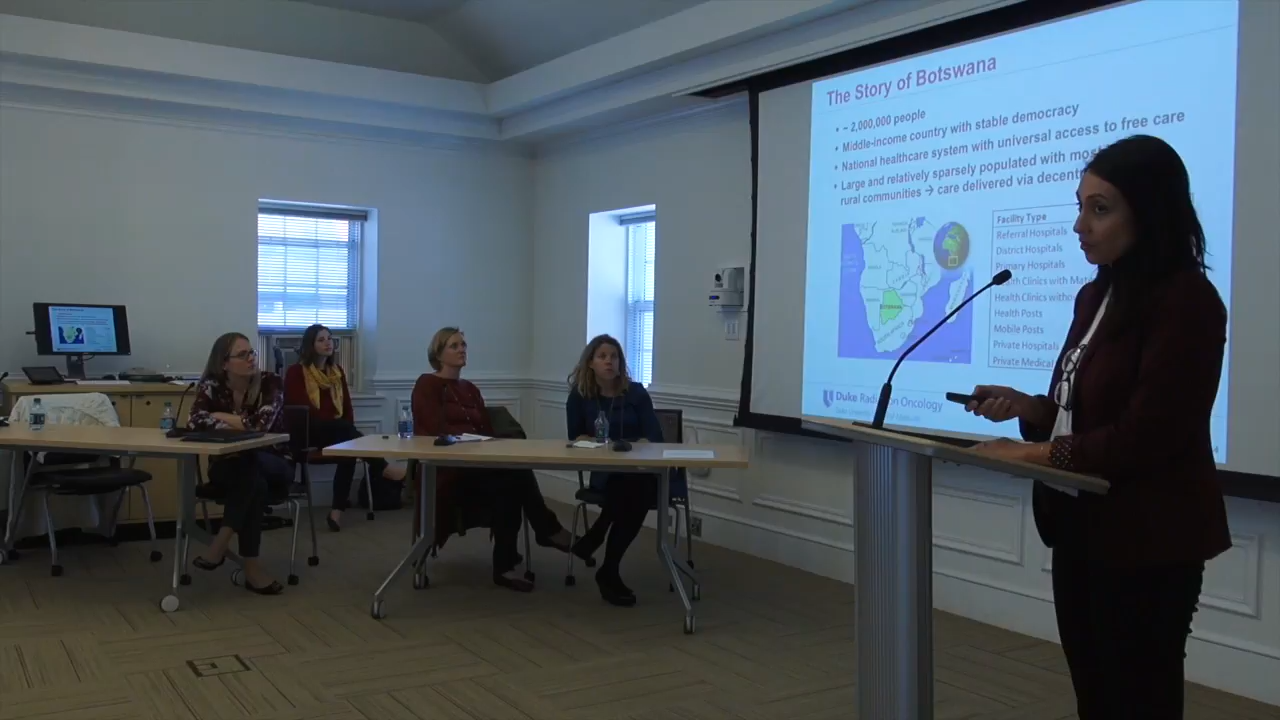 The Story of Botswana
• ~ 2,000,000 people
• Middle-income country with stable democracy
• National healthcare system with universal access to free care
• Large and relatively sparsely populated with most
rural communities → care delivered via
Facility Type
Referral Hospitals
District Hospitals
Primary Hospitals
Health Clinics with
Health Clinics
Health Posts
Mobile Posts
Private Hospitals
Private Medical
Duke Radiation Oncology